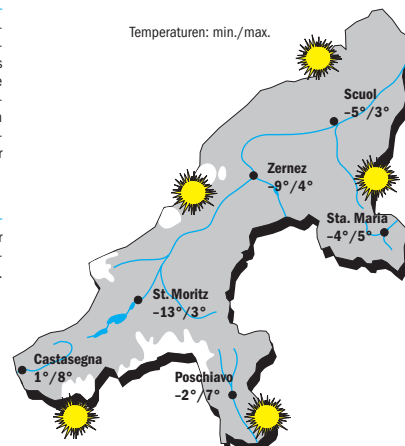 Temperaturen: min./max.
Scuol
–5°/3°
Zernez
–9°/4°
Sta. Maria
–4°/5°
St. Moritz
–13°/3°
Castasegna
1°/8°
Poschiavo
–2°/7°